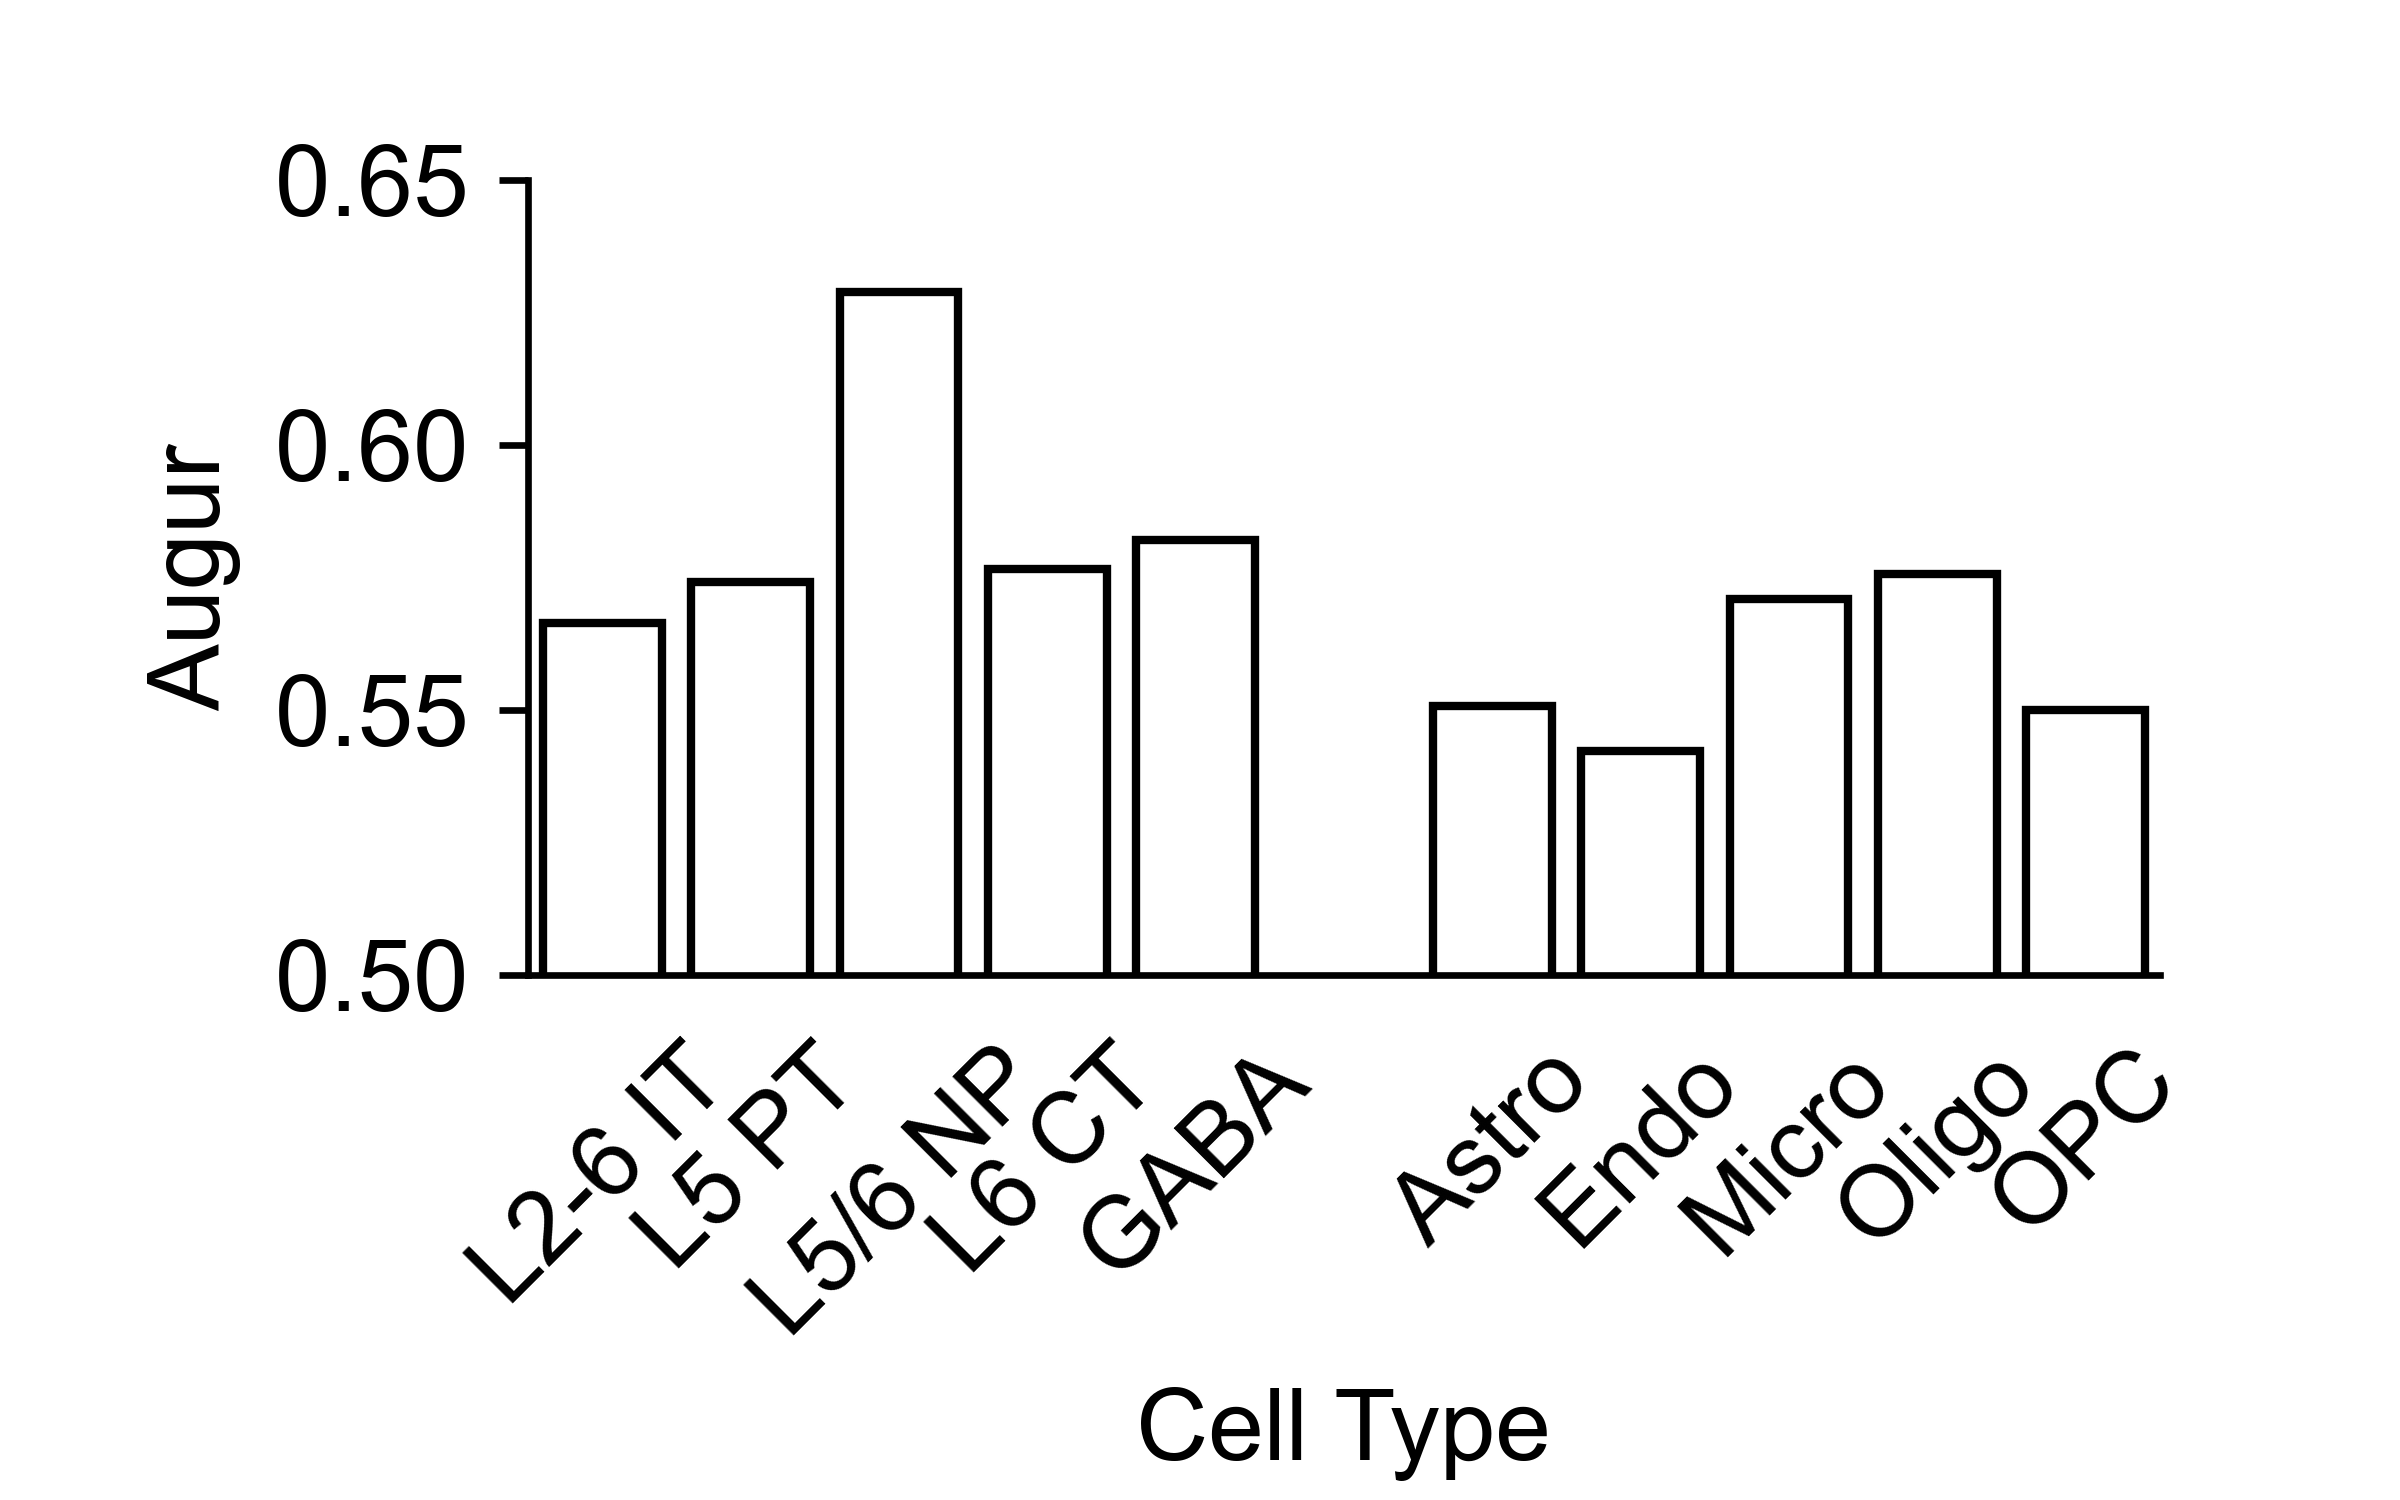 0.65
0.60
0.55
0.50
Augur
L2-6 IT
L5 PT
L5/6 NP
L6 CT
GABA
Astro
Endo
Micro
Oligo
OPC
Cell Type